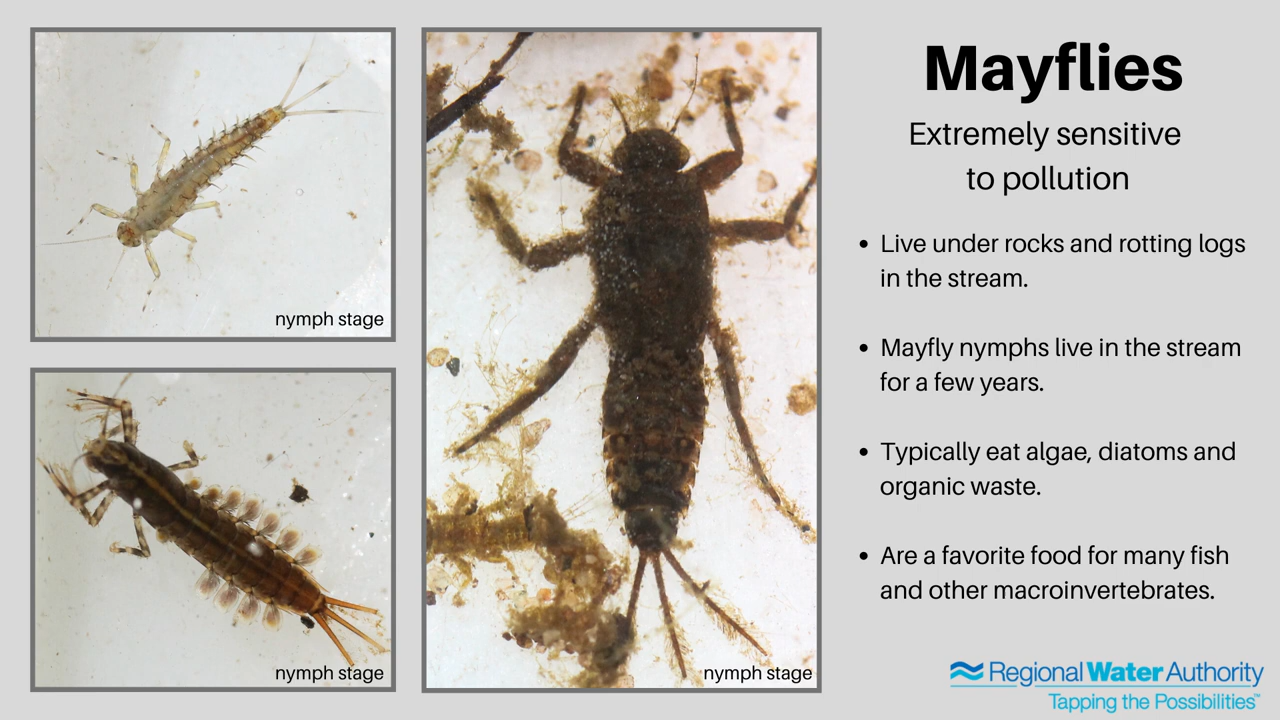 nymph stage
nymph stage
nymph stage
Mayflies
Extremely sensitive
to pollution
• Live under rocks and rotting logs
in the stream.
• Mayfly nymphs live in the stream
for a few years.
• Typically eat algae, diatoms and
organic waste.
• Are a favorite food for many fish
and other macroinvertebrates.
Regional Water Authority
Tapping the Possibilities™